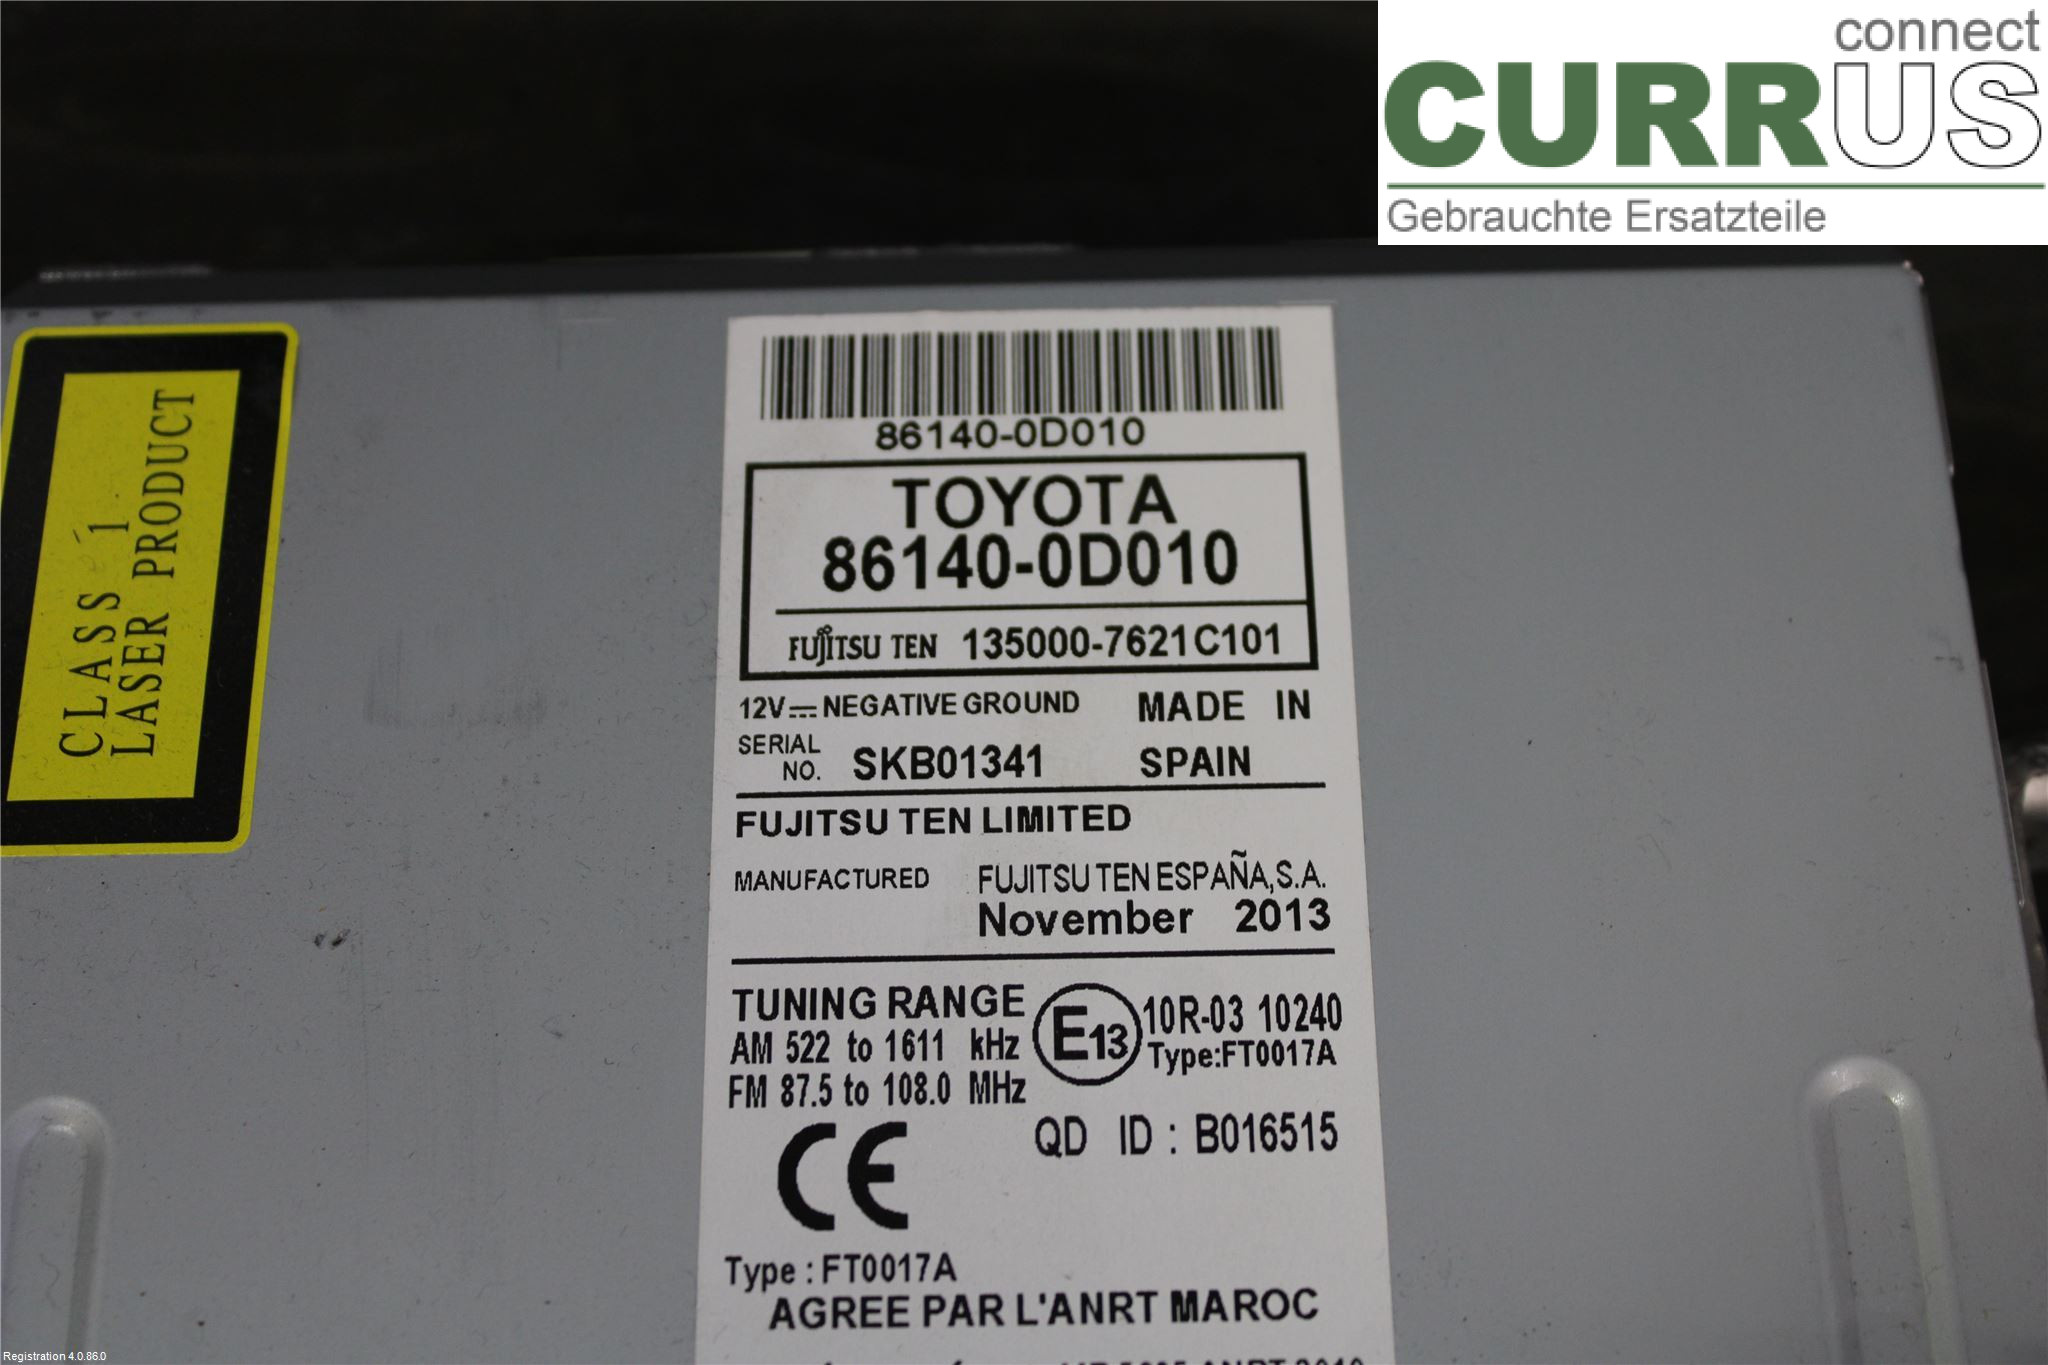 connect
CURRUS
Gebrauchte Ersatzteile
CLASS 1
LASER PRODUCT
86140-0D010
TOYOTA
86140-0D010
FUJITSU TEN 135000-7621C101
12V NEGATIVE GROUND MADE IN
SERIAL
NO. SKB01341 SPAIN
FUJITSU TEN LIMITED
MANUFACTURED FUJITSU TEN ESPAÑA, S.A.
November 2013
TUNING RANGE
AM 522 to 1611 kHz
FM 87.5 to 108.0 MHz
E13 10R-03 10240
Type:FT0017A
QD ID : B016515
CE
Type : FT0017A
AGREE PAR L'ANRT MAROC
Registration 4.0.86.0